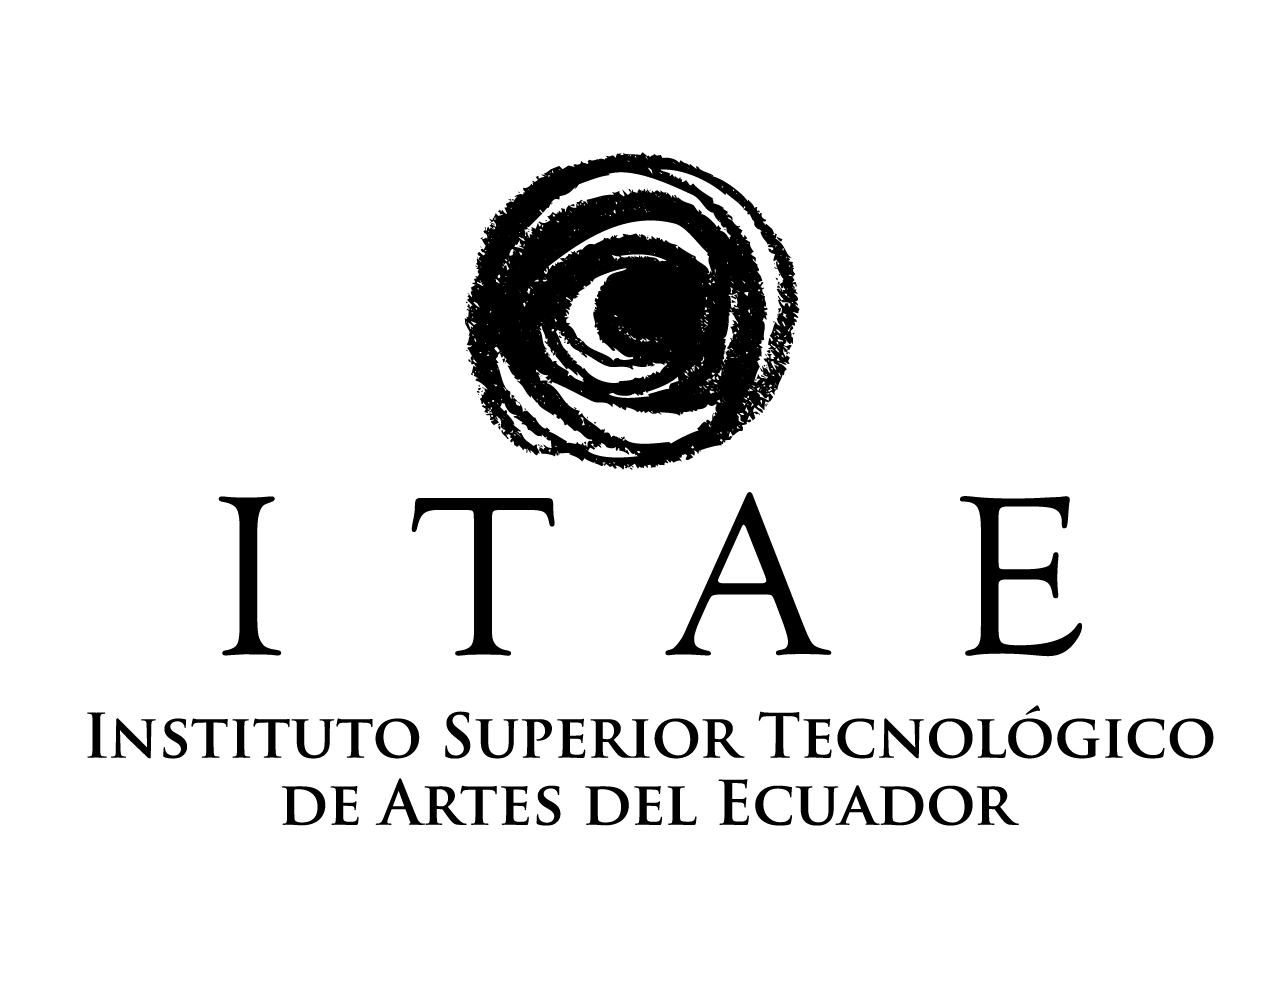 ITAE
INSTITUTO SUPERIOR TECNOLÓGICO
DE ARTES DEL ECUADOR